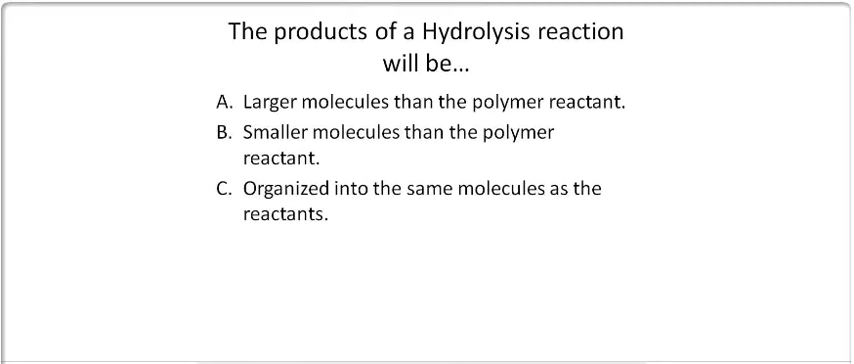 The products of a Hydrolysis reaction
will be...
A. Larger molecules than the polymer reactant.
B. Smaller molecules than the polymer
reactant.
C. Organized into the same molecules as the
reactants.